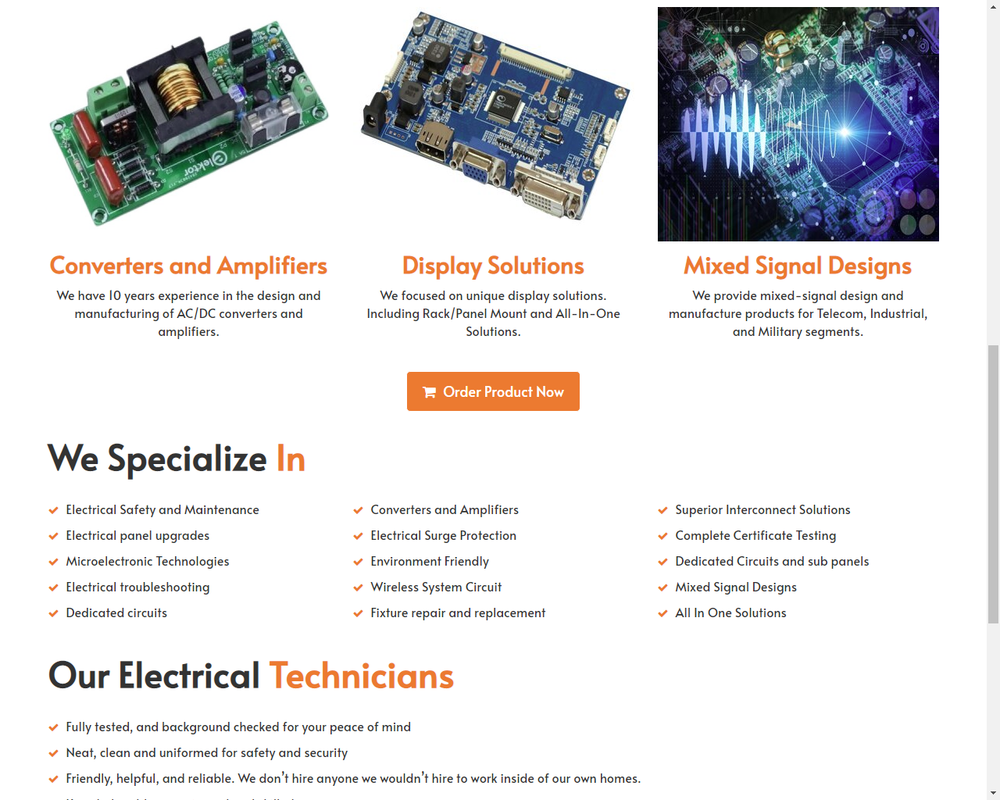 elektor
Converters and Amplifiers
Display Solutions
Mixed Signal Designs
We have 10 years experience in the design and
manufacturing of AC/DC converters and
amplifiers.
We focused on unique display solutions.
Including Rack/Panel Mount and All-In-One
Solutions.
We provide mixed-signal design and
manufacture products for Telecom, Industrial,
and Military segments.
Order Product Now
We Specialize In
Electrical Safety and Maintenance
Electrical panel upgrades
Microelectronic Technologies
Electrical troubleshooting
Dedicated circuits
Converters and Amplifiers
Electrical Surge Protection
Environment Friendly
Wireless System Circuit
Fixture repair and replacement
Superior Interconnect Solutions
Complete Certificate Testing
Dedicated Circuits and sub panels
Mixed Signal Designs
All In One Solutions
Our Electrical Technicians
Fully tested, and background checked for your peace of mind
Neat, clean and uniformed for safety and security
Friendly, helpful, and reliable. We don’t hire anyone we wouldn’t hire to work inside of our own homes.